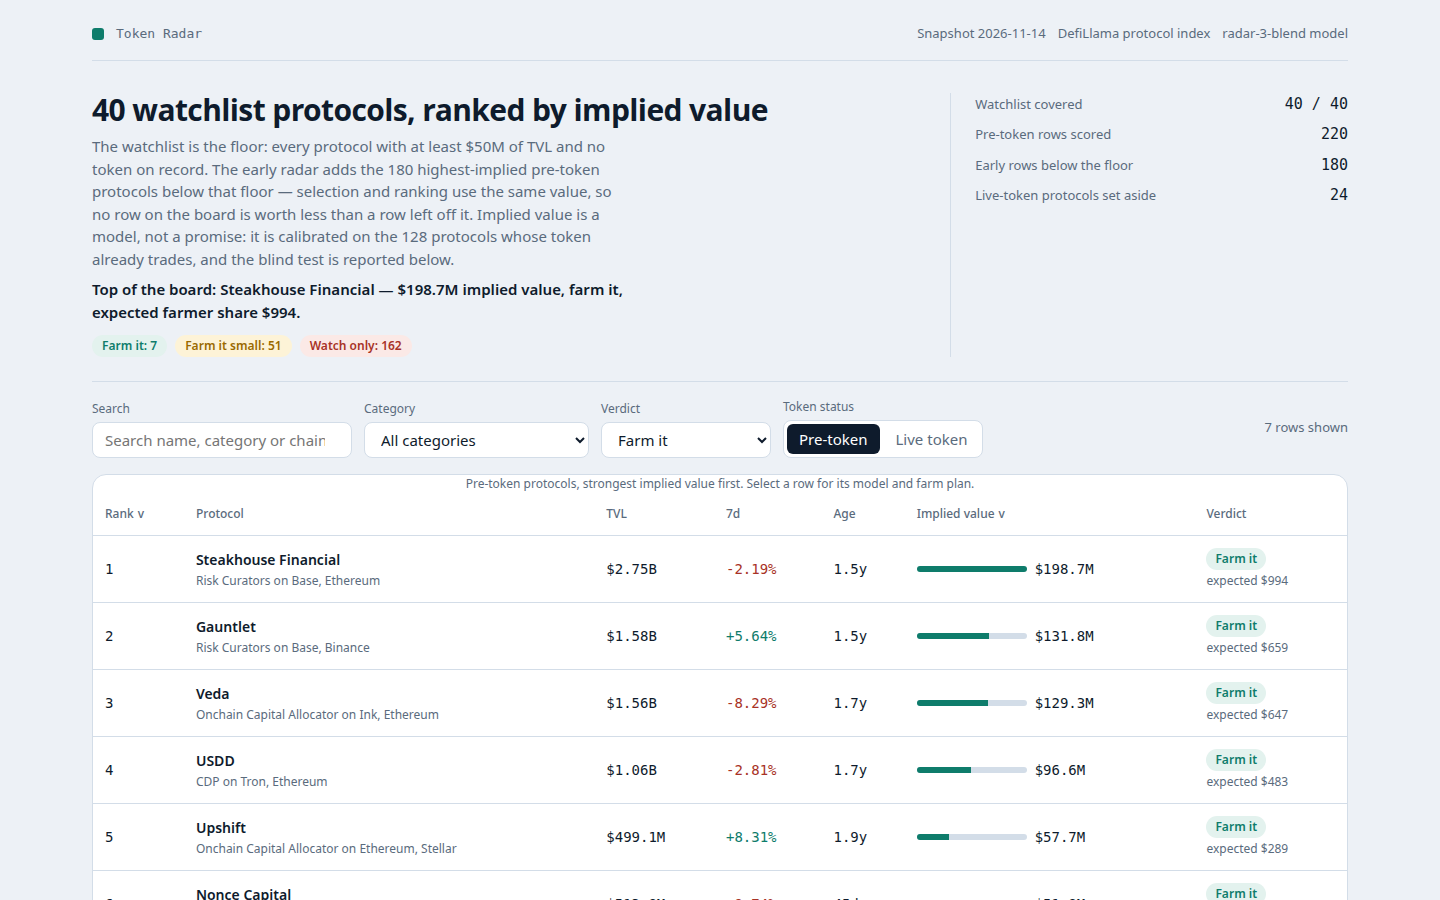 Token Radar
Snapshot 2026-11-14 DefiLlama protocol index radar-3-blend model
40 watchlist protocols, ranked by implied value
The watchlist is the floor: every protocol with at least $50M of TVL and no
token on record. The early radar adds the 180 highest-implied pre-token
protocols below that floor — selection and ranking use the same value, so
no row on the board is worth less than a row left off it. Implied value is a
model, not a promise: it is calibrated on the 128 protocols whose token
already trades, and the blind test is reported below.
Top of the board: Steakhouse Financial — $198.7M implied value, farm it,
expected farmer share $994.
Farm it: 7 Farm it small: 51 Watch only: 162
Watchlist covered 40 / 40
Pre-token rows scored 220
Early rows below the floor 180
Live-token protocols set aside 24
Search Category Verdict Token status
Search name, category or chain All categories Farm it Pre-token Live token 7 rows shown
Pre-token protocols, strongest implied value first. Select a row for its model and farm plan.
Rank v Protocol TVL 7d Age Implied value v Verdict
1 Steakhouse Financial $2.75B -2.19% 1.5y $198.7M Farm it
Risk Curators on Base, Ethereum expected $994
2 Gauntlet $1.58B +5.64% 1.5y $131.8M Farm it
Risk Curators on Base, Binance expected $659
3 Veda $1.56B -8.29% 1.7y $129.3M Farm it
Onchain Capital Allocator on Ink, Ethereum expected $647
4 USDD $1.06B -2.81% 1.7y $96.6M Farm it
CDP on Tron, Ethereum expected $483
5 Upshift $499.1M +8.31% 1.9y $57.7M Farm it
Onchain Capital Allocator on Ethereum, Stellar expected $289
Nonce Capital Farm it